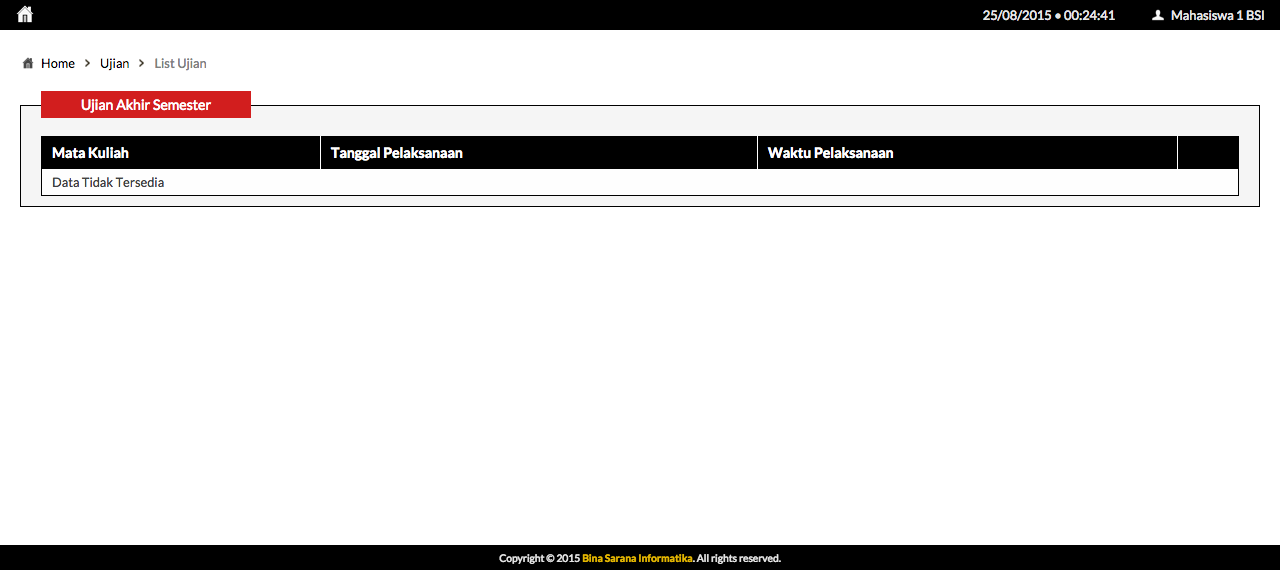 25/08/2015 • 00:24:41 Mahasiswa 1 BSI
Home > Ujian > List Ujian
Ujian Akhir Semester
Mata Kuliah Tanggal Pelaksanaan Waktu Pelaksanaan
Data Tidak Tersedia
Copyright © 2015 Bina Sarana Informatika. All rights reserved.